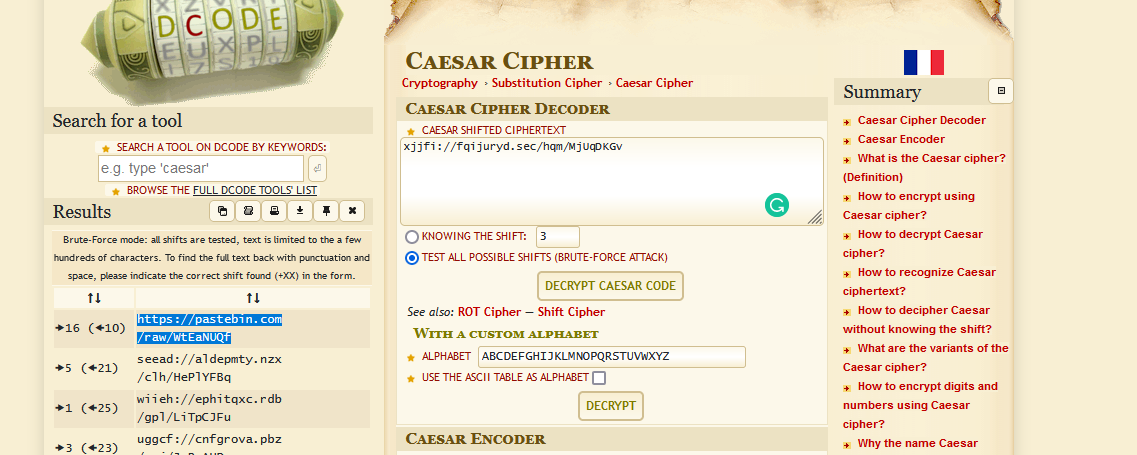 DCODE
Search for a tool
SEARCH A TOOL ON DCODE BY KEYWORDS:
e.g. type 'caesar'
BROWSE THE FULL DCODE TOOLS' LIST
Results
Brute-Force mode: all shifts are tested, text is limited to the a few
hundreds of characters. To find the full text back with punctuation and
space, please indicate the correct shift found (+XX) in the form.
↑↓ ↑↓
➔16 (🡰10) https://pastebin.com
/raw/WtEaNUQf
➔5 (🡰21) seead://aldepmty.nzx
/clh/HePlYFBq
➔1 (🡰25) wiieh://ephitqxc.rdb
/gpl/LiTpCJFu
➔3 (🡰23) uggcf://cnfgrova.pbz
CAESAR CIPHER
Cryptography › Substitution Cipher › Caesar Cipher
CAESAR CIPHER DECODER
CAESAR SHIFTED CIPHERTEXT
xjjfi://fqijuryd.sec/hqm/MjUqDKGv
KNOWING THE SHIFT: 3
TEST ALL POSSIBLE SHIFTS (BRUTE-FORCE ATTACK)
DECRYPT CAESAR CODE
See also: ROT Cipher — Shift Cipher
WITH A CUSTOM ALPHABET
ALPHABET ABCDEFGHIJKLMNOPQRSTUVWXYZ
USE THE ASCII TABLE AS ALPHABET
DECRYPT
CAESAR ENCODER
Summary
Caesar Cipher Decoder
Caesar Encoder
What is the Caesar cipher?
(Definition)
How to encrypt using
Caesar cipher?
How to decrypt Caesar
cipher?
How to recognize Caesar
ciphertext?
How to decipher Caesar
without knowing the shift?
What are the variants of the
Caesar cipher?
How to encrypt digits and
numbers using Caesar
cipher?
Why the name Caesar